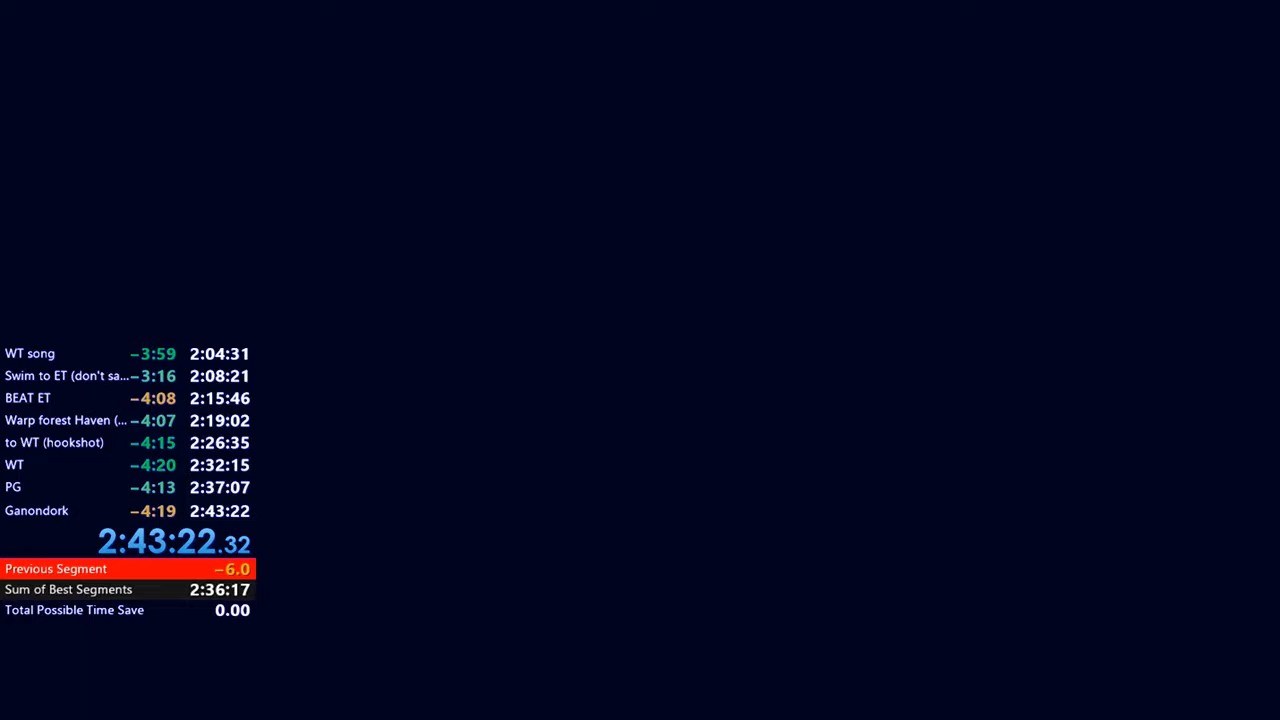 WT song −3:59 2:04:31
Swim to ET (don't sa... −3:16 2:08:21
BEAT ET −4:08 2:15:46
Warp forest Haven (... −4:07 2:19:02
to WT (hookshot) −4:15 2:26:35
WT −4:20 2:32:15
PG −4:13 2:37:07
Ganondork −4:19 2:43:22
2:43:22.32
Previous Segment −6.0
Sum of Best Segments 2:36:17
Total Possible Time Save 0.00